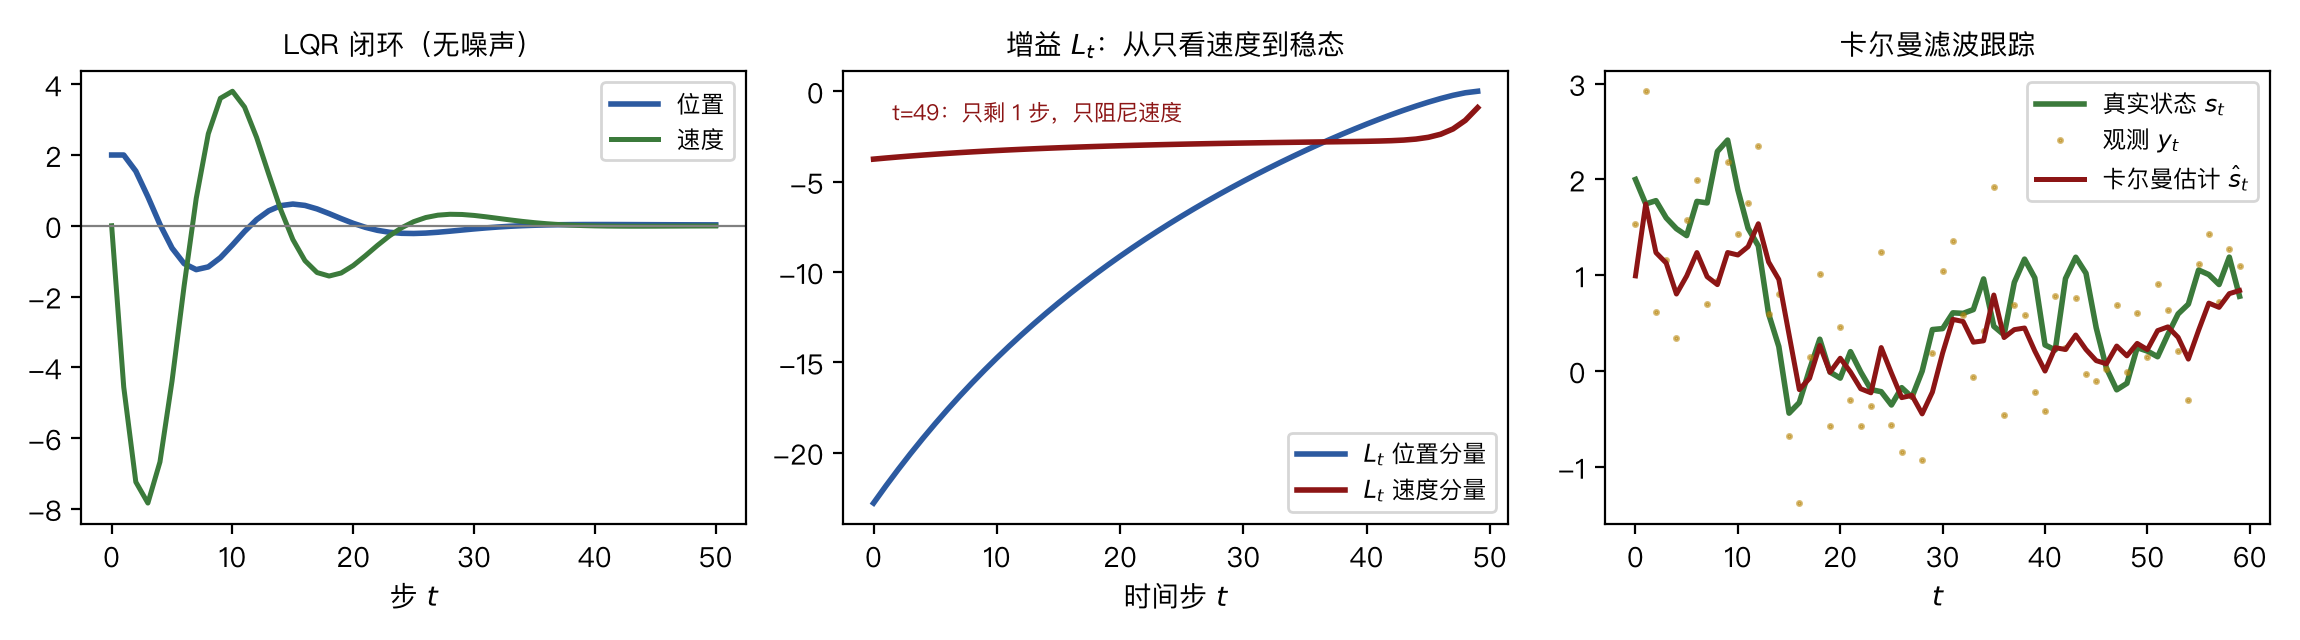 LQR 闭环（无噪声）
4
2
0
−2
−4
−6
−8
0 10 20 30 40 50
步 t
位置
速度
增益 Lₜ：从只看速度到稳态
0
−5
−10
−15
−20
0 10 20 30 40 50
时间步 t
t=49：只剩 1 步，只阻尼速度
Lₜ 位置分量
Lₜ 速度分量
卡尔曼滤波跟踪
3
2
1
0
−1
0 10 20 30 40 50 60
t
真实状态 sₜ
观测 yₜ
卡尔曼估计 ŝₜ